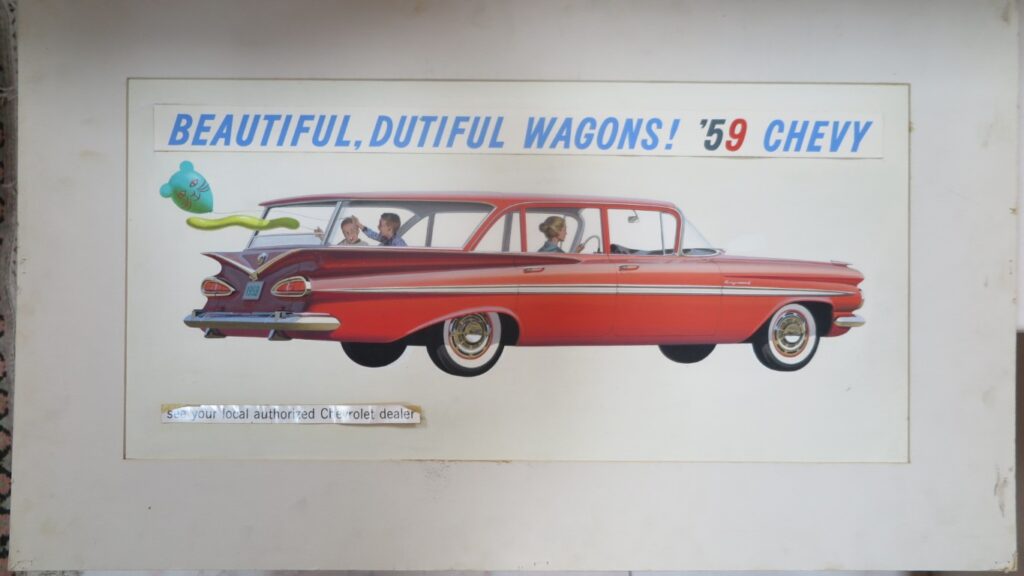 BEAUTIFUL, DUTIFUL WAGONS! '59 CHEVY
see your local authorized Chevrolet dealer